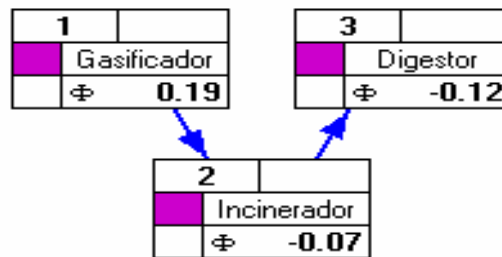 1
Gasificador
Φ 0.19
3
Digestor
Φ -0.12
2
Incinerador
Φ -0.07